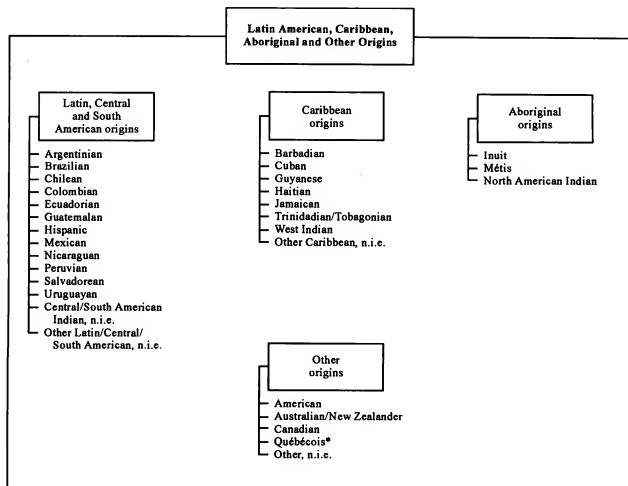 Latin American, Caribbean,
Aboriginal and Other Origins
Latin, Central
and South
American origins
Argentinian
Brazilian
Chilean
Colombian
Ecuadorian
Guatemalan
Hispanic
Mexican
Nicaraguan
Peruvian
Salvadorean
Uruguayan
Central/South American
Indian, n.i.e.
Other Latin/Central/
South American, n.i.e.
Caribbean
origins
Barbadian
Cuban
Guyanese
Haitian
Jamaican
Trinidadian/Tobagonian
West Indian
Other Caribbean, n.i.e.
Aboriginal
origins
Inuit
Métis
North American Indian
Other
origins
American
Australian/New Zealander
Canadian
Québécois*
Other, n.i.e.